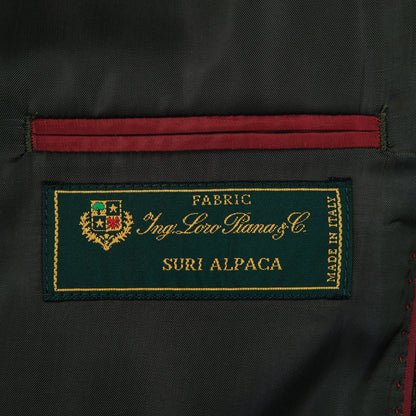 FABRIC
Ing. Loro Piana & C.
SURI ALPACA
MADE IN ITALY